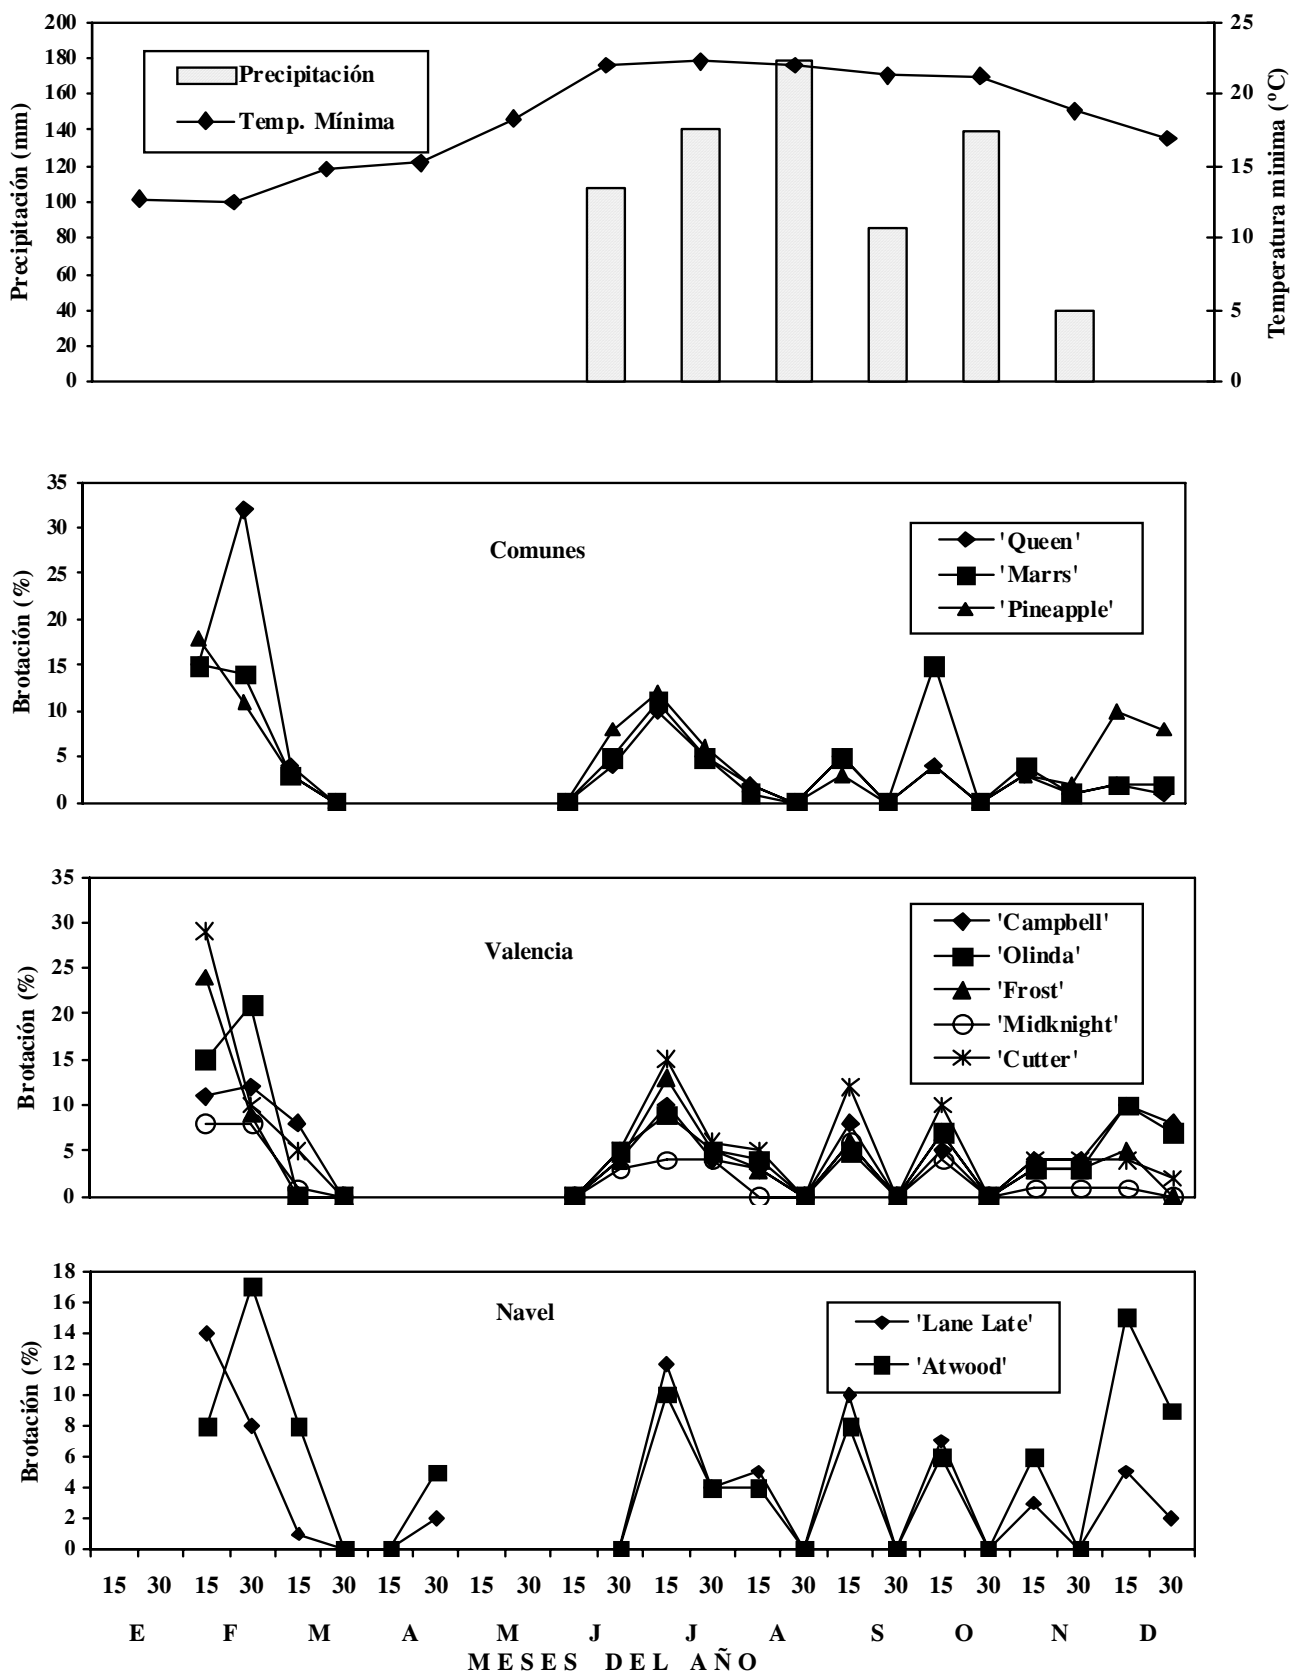 200
180
160
140
120
100
80
60
40
20
0
Precipitación (mm)
Precipitación
Temp. Mínima
25
20
15
10
5
0
Temperatura minima (ºC)
35
30
25
20
15
10
5
0
Brotación (%)
Comunes
'Queen'
'Marrs'
'Pineapple'
35
30
25
20
15
10
5
0
Brotación (%)
Valencia
'Campbell'
'Olinda'
'Frost'
'Midknight'
'Cutter'
18
16
14
12
10
8
6
4
2
0
Brotación (%)
Navel
'Lane Late'
'Atwood'
15 30 15 30 15 30 15 30 15 30 15 30 15 30 15 30 15 30 15 30 15 30 15 30
E F M A M J J A S O N D
MESES DEL AÑO